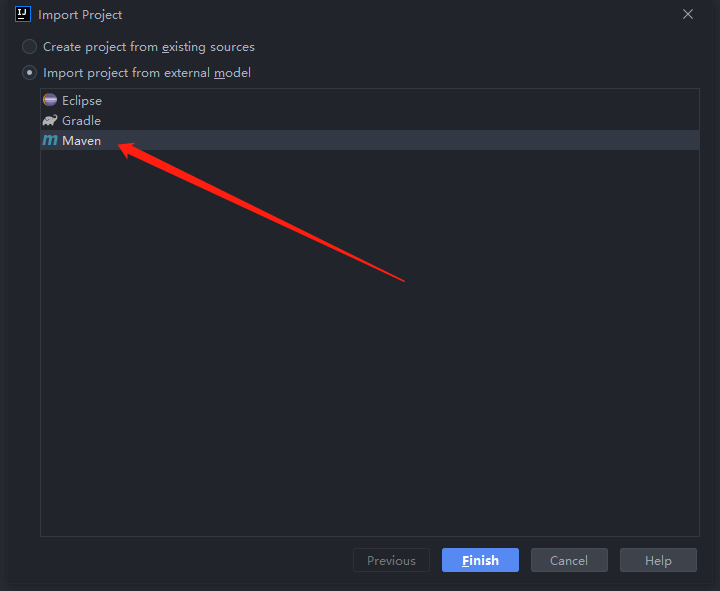 IJ Import Project
Create project from existing sources
Import project from external model
Eclipse
Gradle
m Maven
Previous Finish Cancel Help